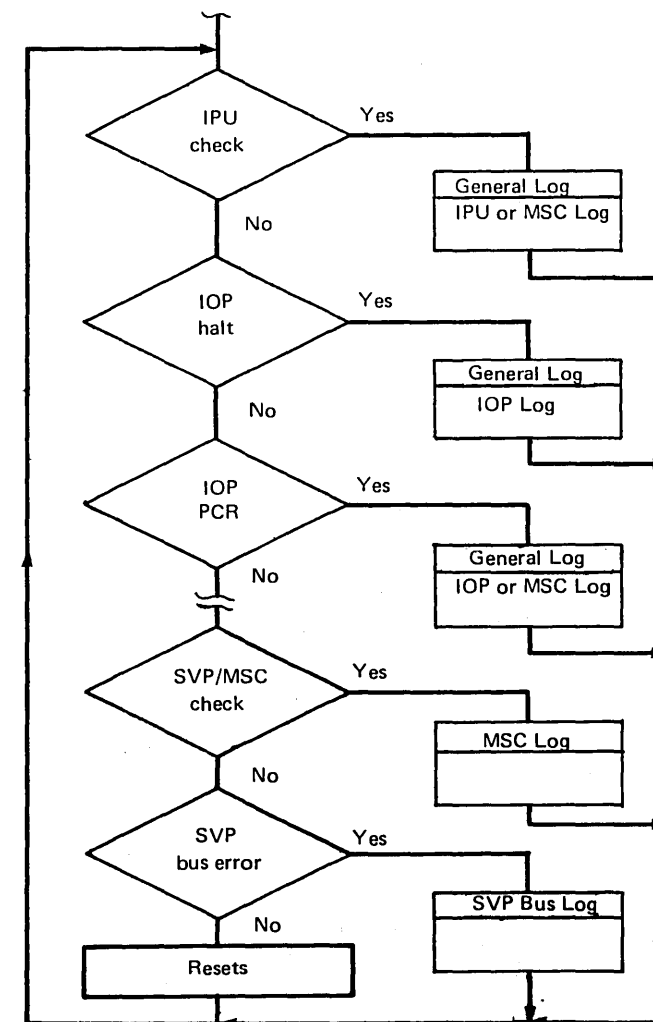 IPU
check
Yes
General Log
IPU or MSC Log
No
IOP
halt
Yes
General Log
IOP Log
No
IOP
PCR
Yes
General Log
IOP or MSC Log
No
SVP/MSC
check
Yes
MSC Log
No
SVP
bus error
Yes
SVP Bus Log
No
Resets